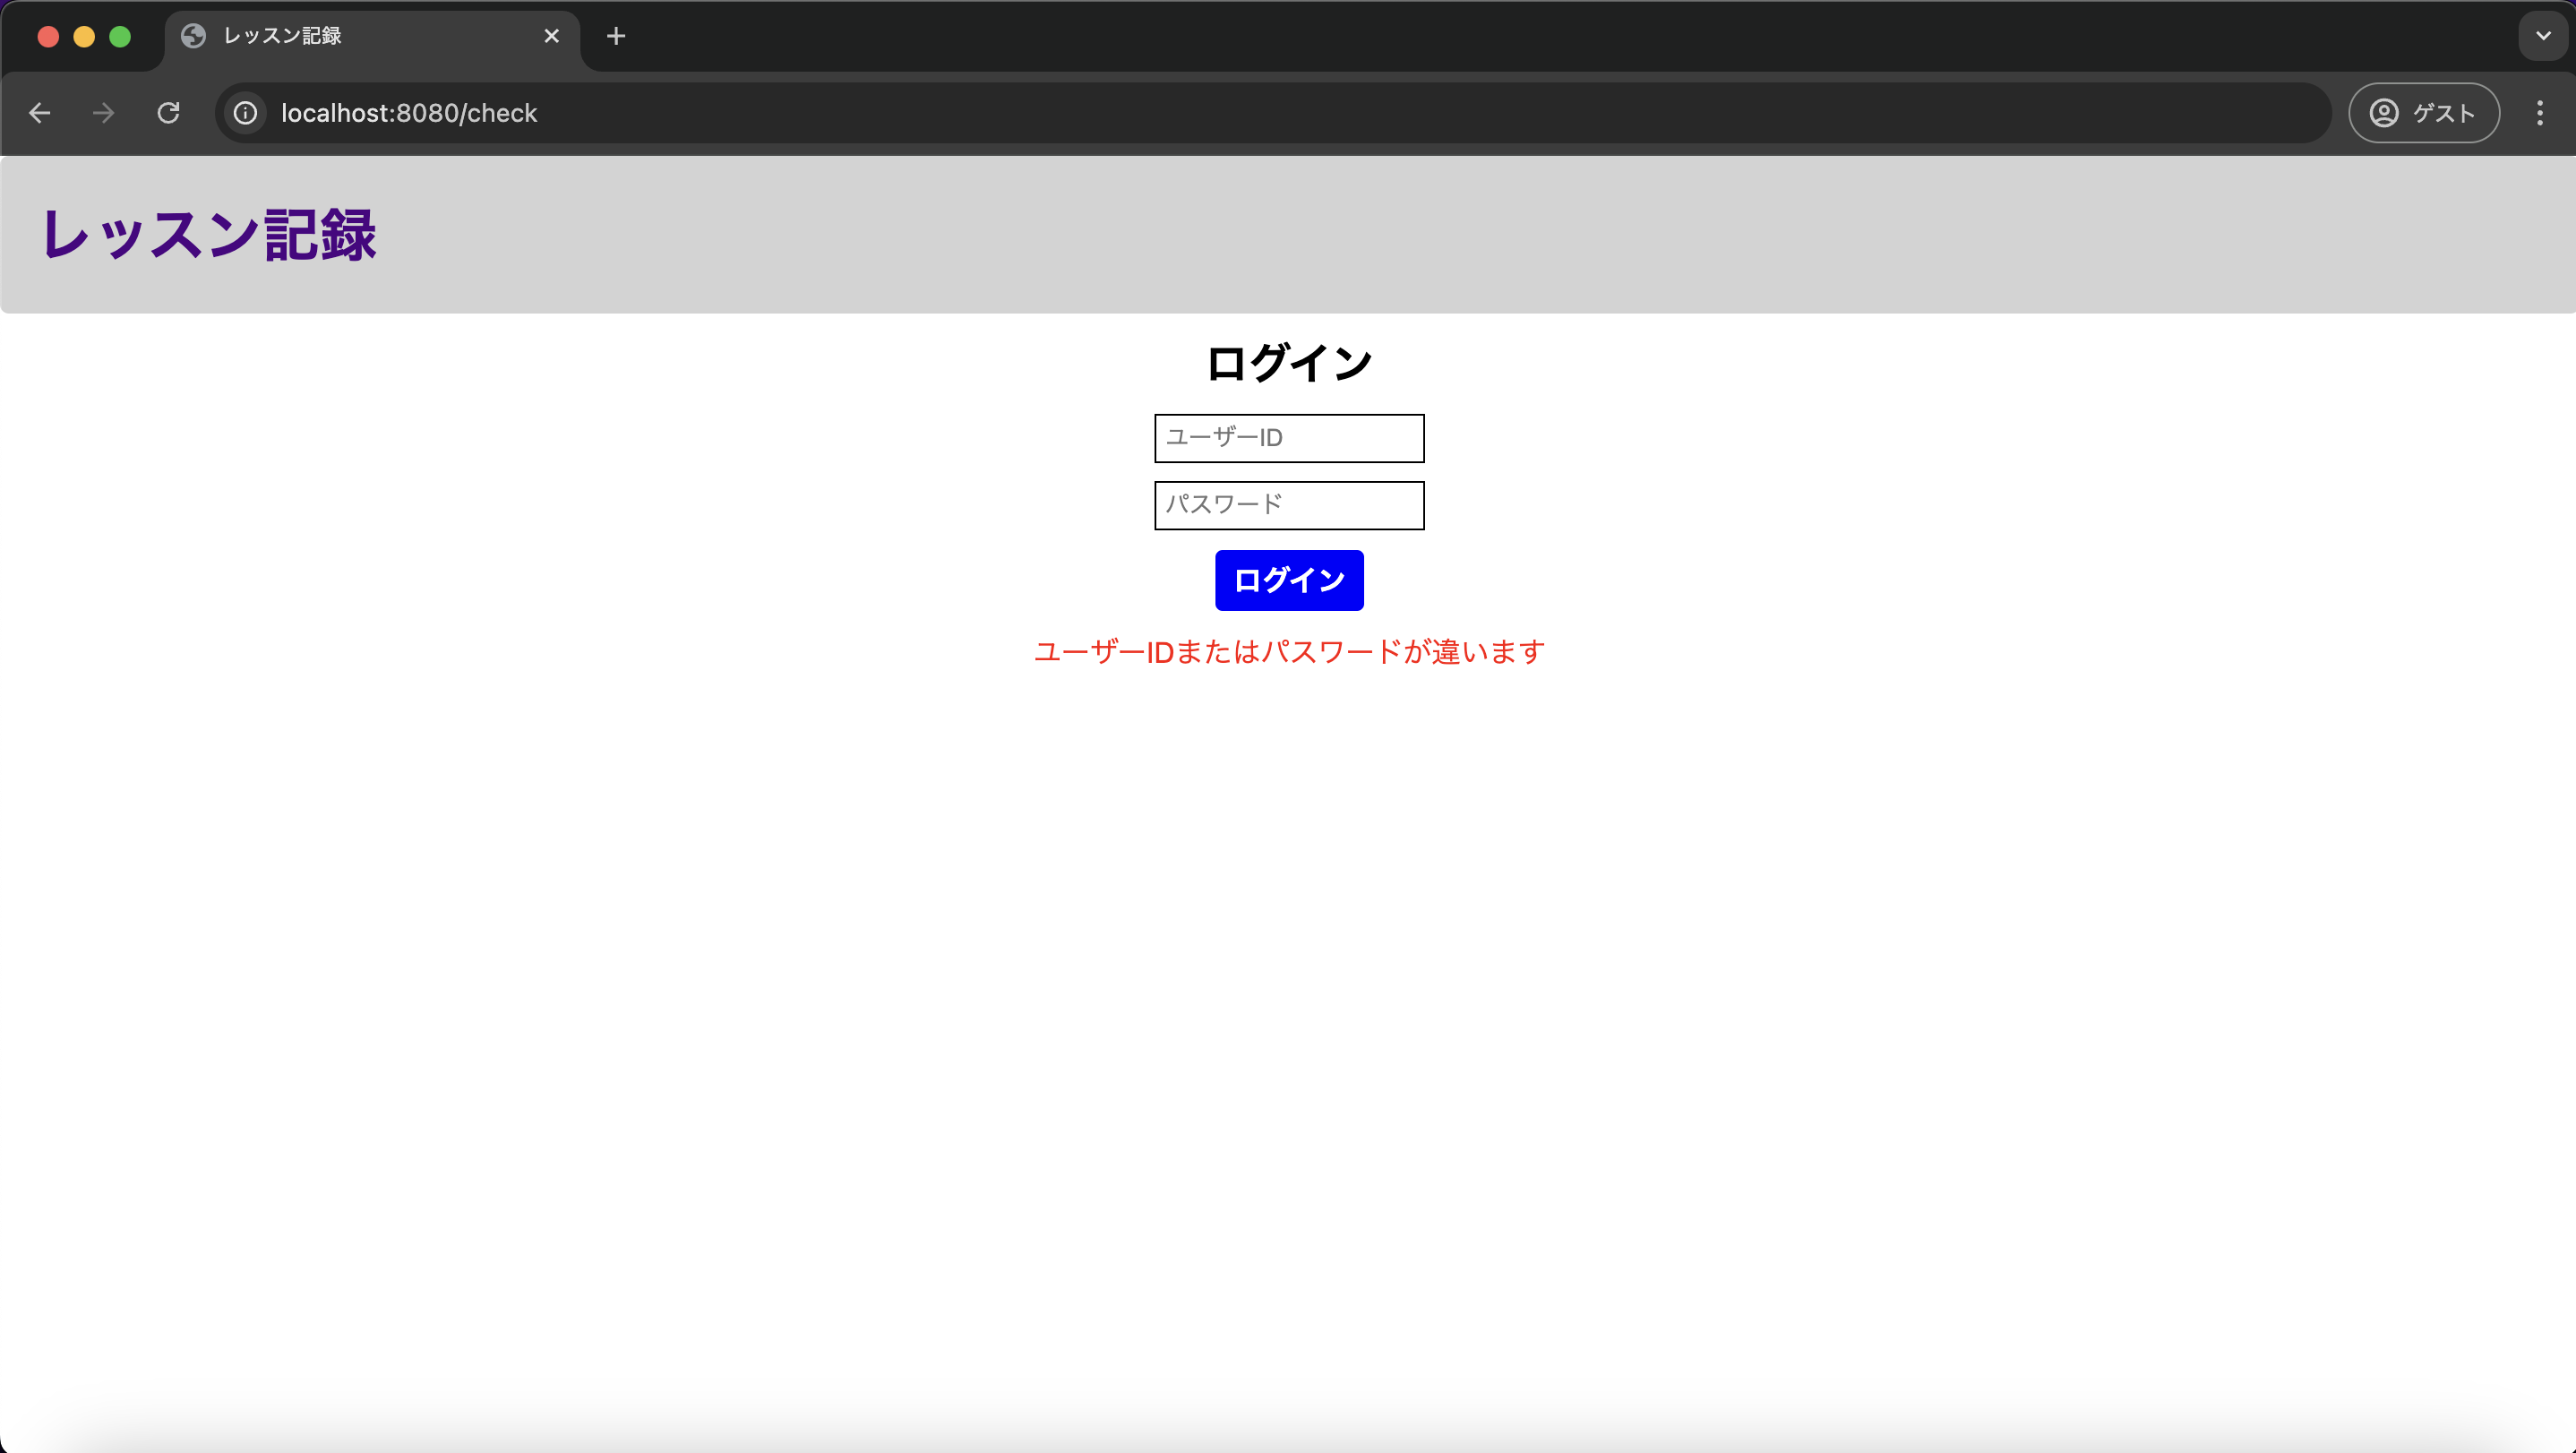 レッスン記録
localhost:8080/check
ゲスト
レッスン記録
ログイン
ユーザーID
パスワード
ログイン
ユーザーIDまたはパスワードが違います